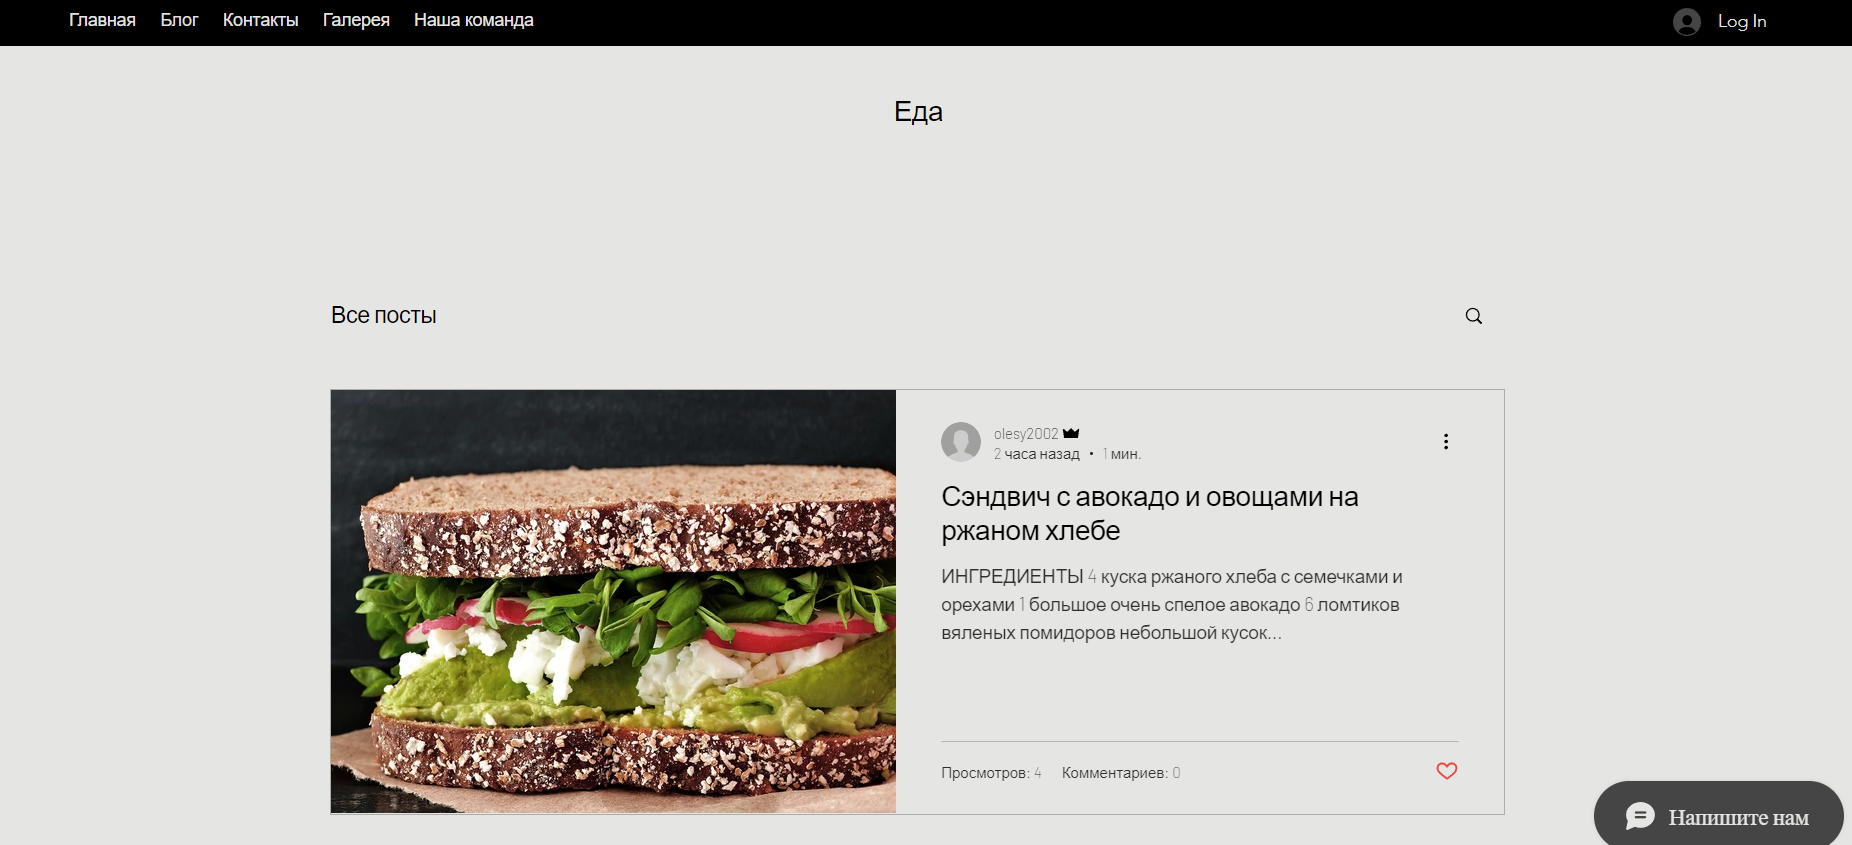 Главная Блог Контакты Галерея Наша команда Log In
Еда
Все посты
olesy2002
2 часа назад • 1 мин.
Сэндвич с авокадо и овощами на
ржаном хлебе
ИНГРЕДИЕНТЫ 4 куска ржаного хлеба с семечками и
орехами 1 большое очень спелое авокадо 6 ломтиков
вяленых помидоров небольшой кусок...
Просмотров: 4 Комментариев: 0
Напишите нам